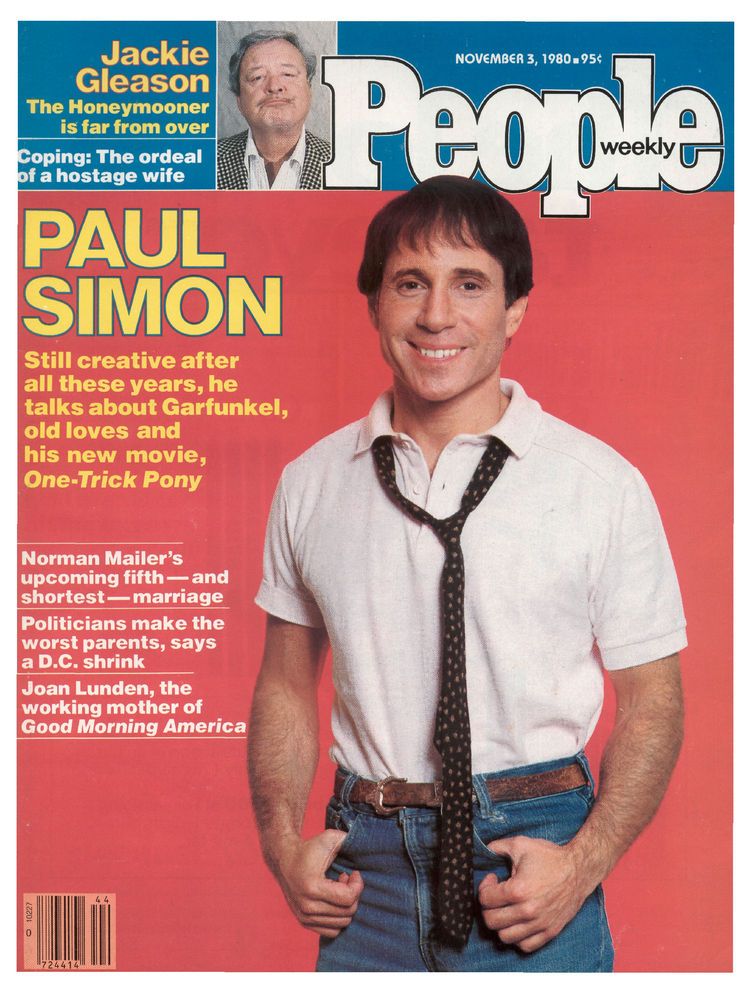 Jackie
Gleason
The Honeymooner
is far from over
Coping: The ordeal
of a hostage wife
NOVEMBER 3, 1980 ■ 95¢
People
weekly
PAUL
SIMON
Still creative after
all these years, he
talks about Garfunkel,
old loves and
his new movie,
One-Trick Pony
Norman Mailer's
upcoming fifth — and
shortest — marriage
Politicians make the
worst parents, says
a D.C. shrink
Joan Lunden, the
working mother of
Good Morning America
44
0 10227
724414